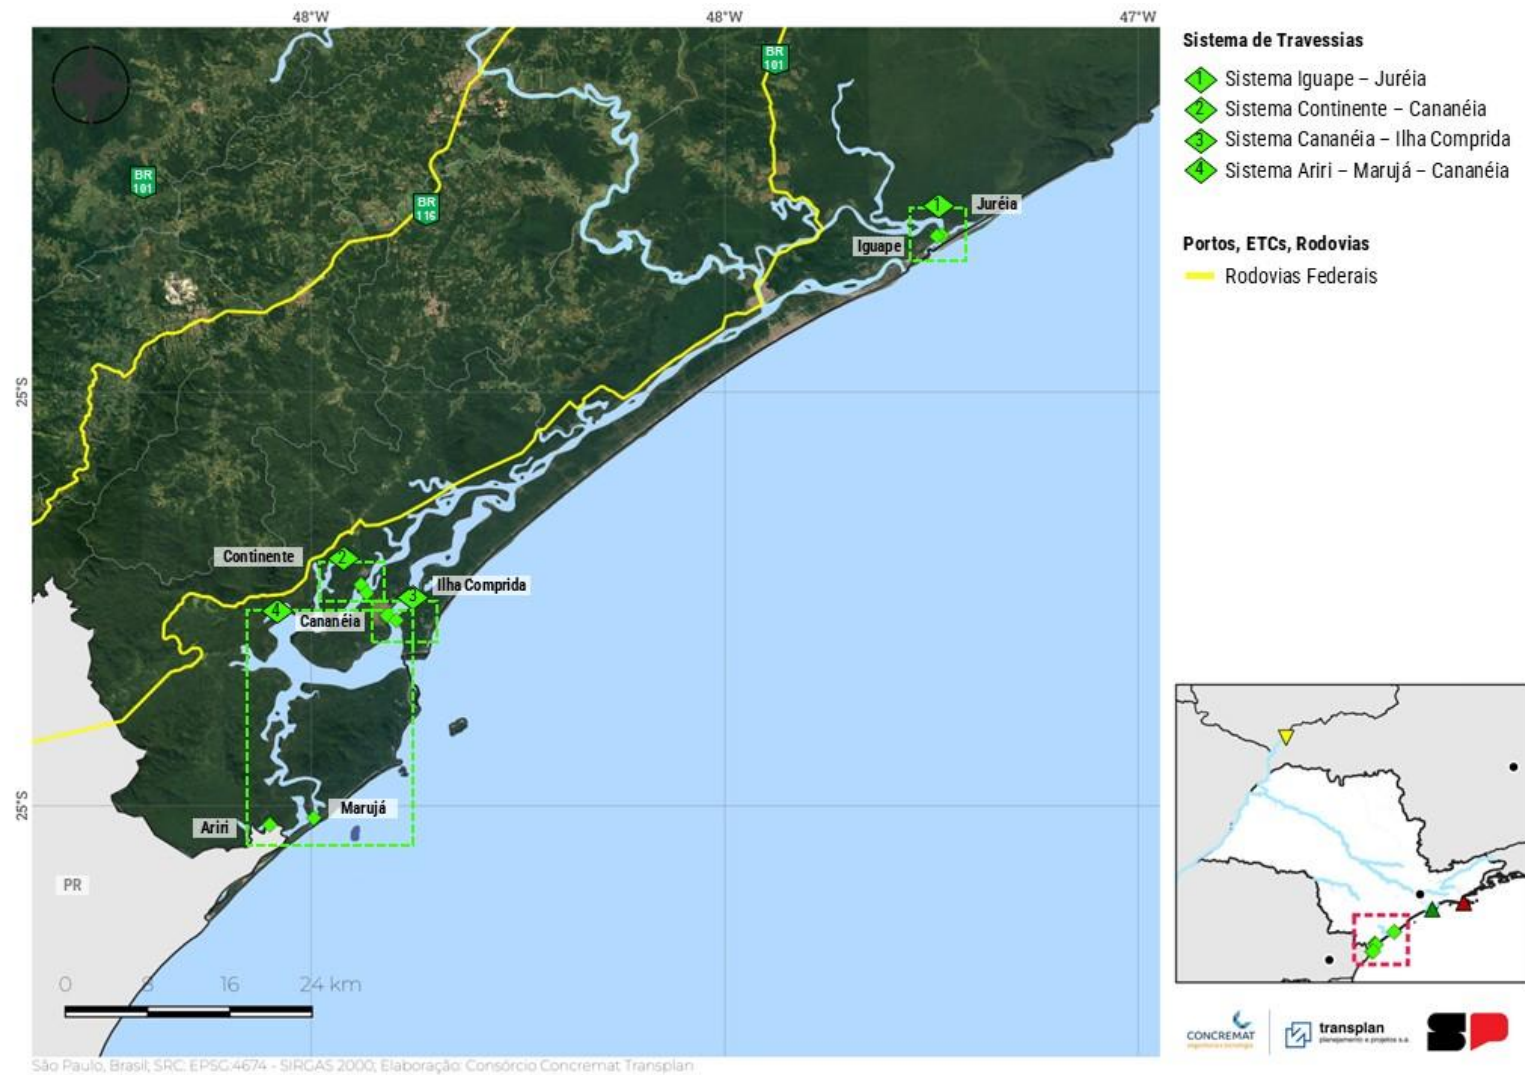 48°W
48°W
47°W
Sistema de Travessias
1 Sistema Iguape – Juréia
2 Sistema Continente – Cananéia
3 Sistema Cananéia – Ilha Comprida
4 Sistema Ariri – Marujá – Cananéia
Portos, ETCs, Rodovias
Rodovias Federais
BR
101
BR
101
BR
116
1
Juréia
Iguape
25°S
Continente
2
Ilha Comprida
3
4
Cananéia
25°S
Marujá
Ariri
PR
0 8 16 24 km
CONCREMAT
transplan
planejamento e projetos s.a.
SP
São Paulo, Brasil; SRC: EPSG:4674 - SIRGAS 2000; Elaboração: Consórcio Concremat Transplan